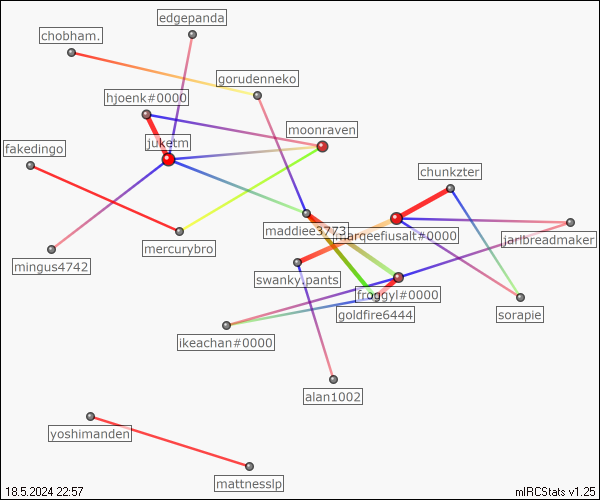 edgepanda
chobham.
gorudenneko
hjoenk#0000
moonraven
juketm
fakedingo
chunkzter
maddiee3773
marqeefiusalt#0000
jarlbreadmaker
mercurybro
mingus4742
swanky.pants
froggyl#0000
goldfire6444
sorapie
ikeachan#0000
alan1002
yoshimanden
mattnesslp
18.5.2024 22:57
mIRCStats v1.25